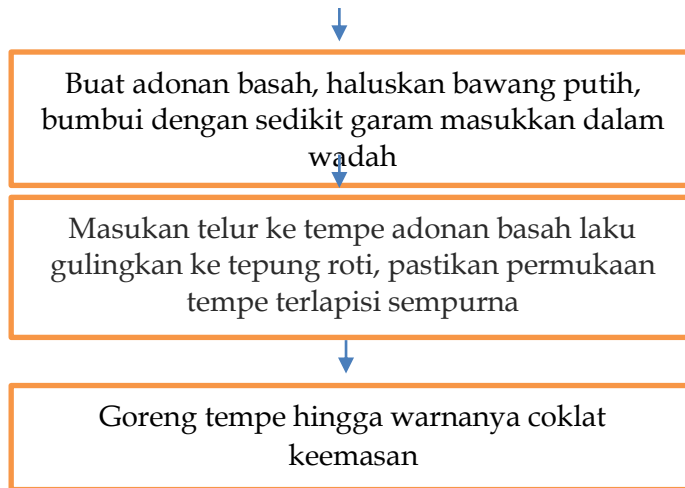 Buat adonan basah, haluskan bawang putih,
bumbui dengan sedikit garam masukkan dalam
wadah
Masukan telur ke tempe adonan basah laku
gulingkan ke tepung roti, pastikan permukaan
tempe terlapisi sempurna
Goreng tempe hingga warnanya coklat
keemasan